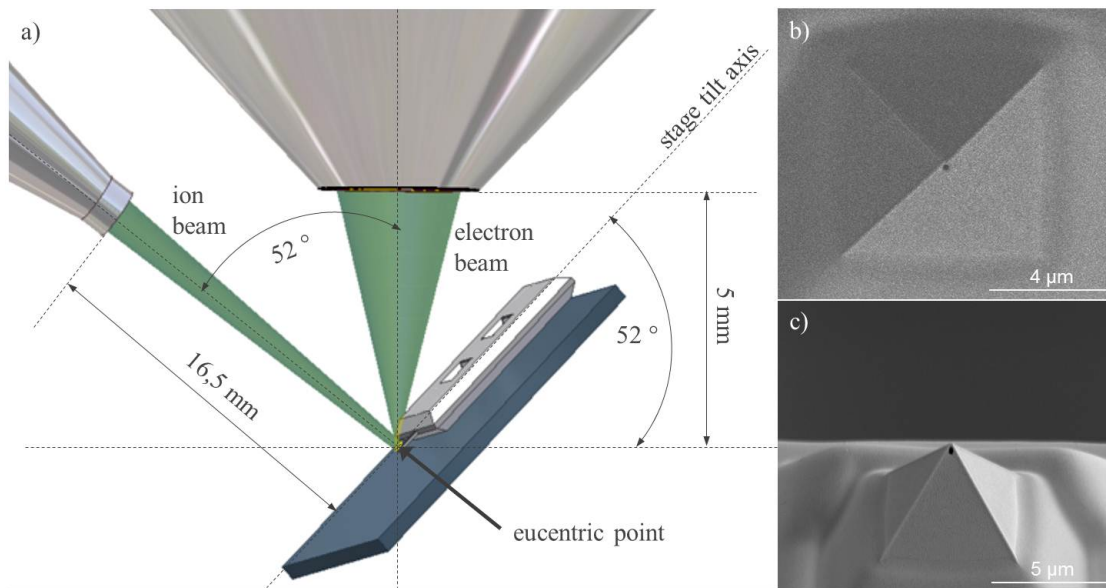 a)
stage tilt axis
ion
beam
52 °
electron
beam
5 mm
52 °
16,5 mm
eucentric point
b)
4 µm
c)
5 µm